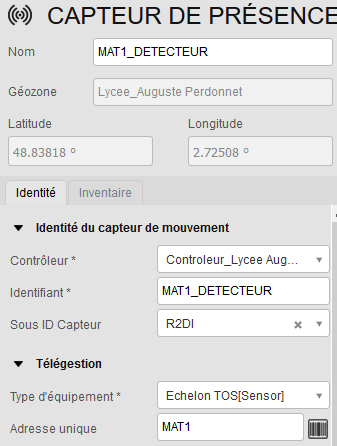 CAPTEUR DE PRÉSENCE
Nom MAT1_DETECTEUR
Géozone Lycee_Auguste Perdonnet
Latitude Longitude
48.83818 º 2.72508 º
Identité Inventaire
Identité du capteur de mouvement
Contrôleur * Controleur_Lycee Aug...
Identifiant * MAT1_DETECTEUR
Sous ID Capteur R2DI
Télégestion
Type d'équipement * Echelon TOS[Sensor]
Adresse unique MAT1